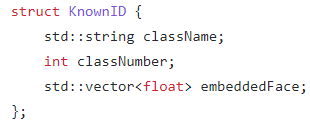 struct KnownID {
    std::string className;
    int classNumber;
    std::vector<float> embeddedFace;
};